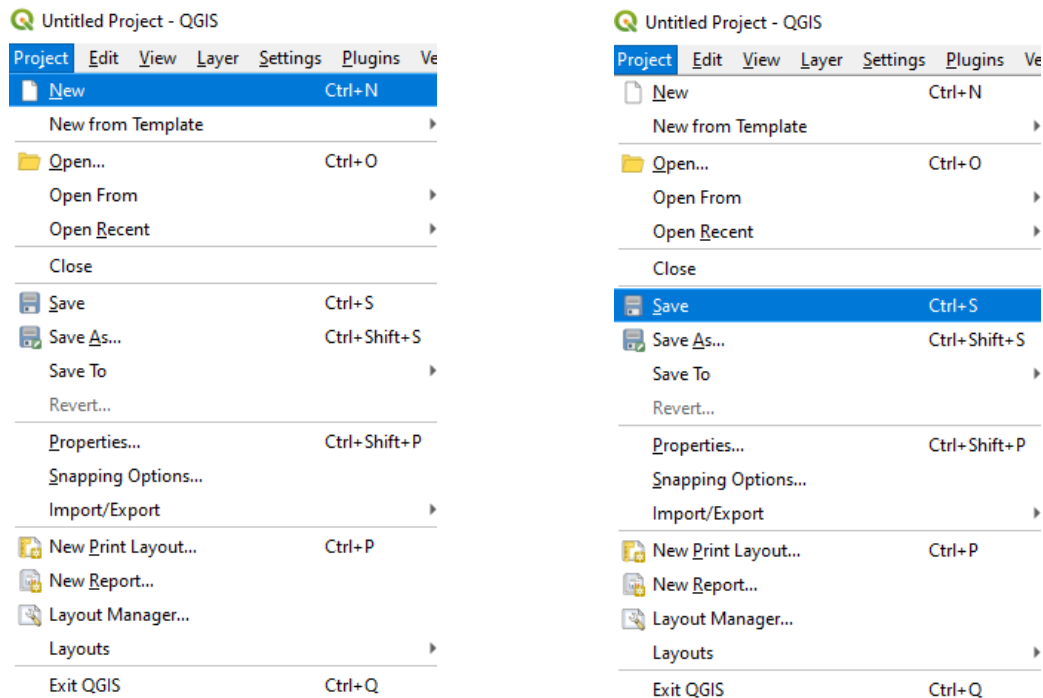 Untitled Project - QGIS
Project Edit View Layer Settings Plugins Ve
New Ctrl+N
New from Template
Open... Ctrl+O
Open From
Open Recent
Close
Save Ctrl+S
Save As... Ctrl+Shift+S
Save To
Revert...
Properties... Ctrl+Shift+P
Snapping Options...
Import/Export
New Print Layout... Ctrl+P
New Report...
Layout Manager...
Layouts
Exit QGIS Ctrl+Q
Untitled Project - QGIS
Project Edit View Layer Settings Plugins Ve
New Ctrl+N
New from Template
Open... Ctrl+O
Open From
Open Recent
Close
Save Ctrl+S
Save As... Ctrl+Shift+S
Save To
Revert...
Properties... Ctrl+Shift+P
Snapping Options...
Import/Export
New Print Layout... Ctrl+P
New Report...
Layout Manager...
Layouts
Exit QGIS Ctrl+Q